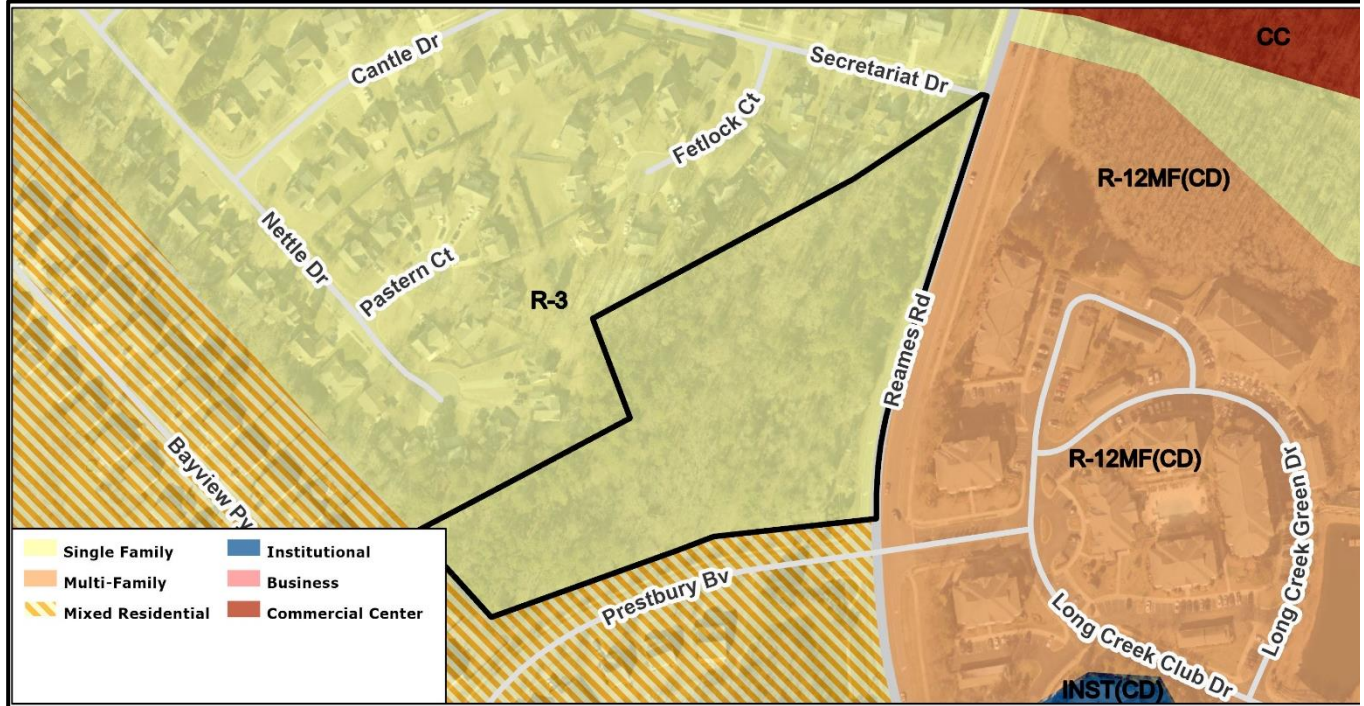 CC
Cantle Dr
Secretariat Dr
Fetlock Ct
R-12MF(CD)
Nettle Dr
Pastern Ct
R-3
Reames Rd
Bayview Py
R-12MF(CD)
Long Creek Green Dr
Prestbury Bv
Long Creek Club Dr
INST(CD)
Single Family
Institutional
Multi-Family
Business
Mixed Residential
Commercial Center